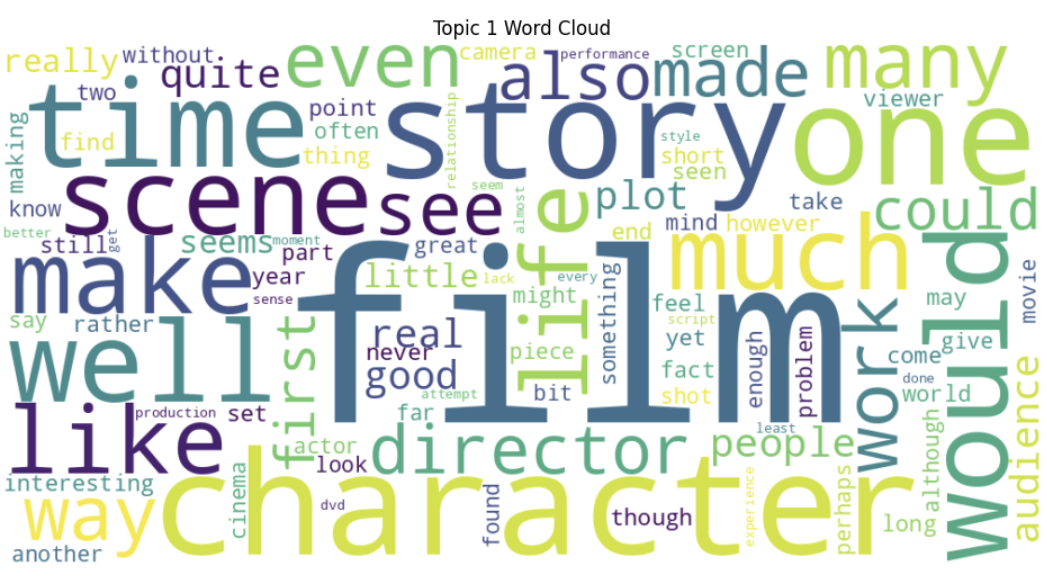 Topic 1 Word Cloud
really
without
quite
even
camera
performance
screen
also
made
many
two
time
point
story
viewer
one
find
often
thing
relationship
style
short
seen
making
scene
see
seem
almost
life
plot
take
could
know
mind
however
better
still
get
seems
moment
part
great
end
much
would
make
year
little
lack
every
something
film
sense
might
feel
may
movie
say
rather
first
real
script
work
yet
give
well
never
piece
enough
problem
come
good
fact
done
bit
shot
world
attempt
like
production
set
far
least
actor
director
people
although
audience
look
interesting
way
character
cinema
dvd
found
though
experience
perhaps
long
another